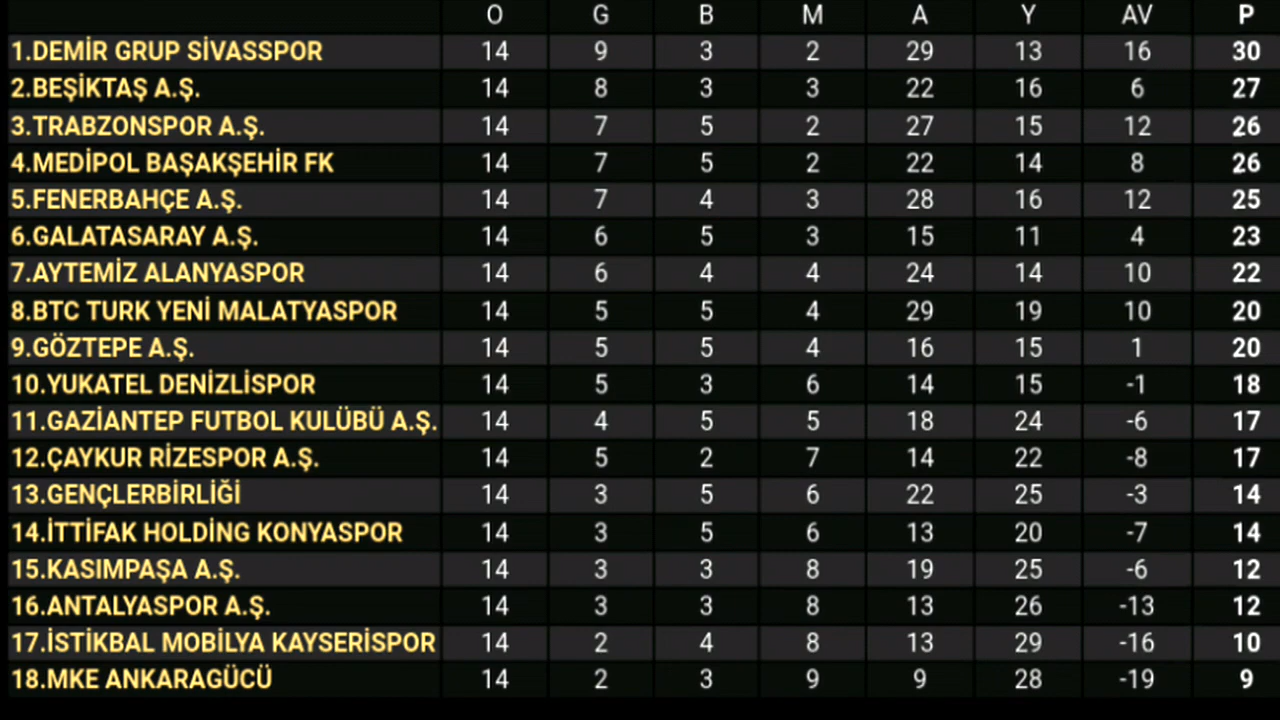 O G B M A Y AV P
1.DEMİR GRUP SİVASSPOR 14 9 3 2 29 13 16 30
2.BEŞİKTAŞ A.Ş. 14 8 3 3 22 16 6 27
3.TRABZONSPOR A.Ş. 14 7 5 2 27 15 12 26
4.MEDİPOL BAŞAKŞEHİR FK 14 7 5 2 22 14 8 26
5.FENERBAHÇE A.Ş. 14 7 4 3 28 16 12 25
6.GALATASARAY A.Ş. 14 6 5 3 15 11 4 23
7.AYTEMİZ ALANYASPOR 14 6 4 4 24 14 10 22
8.BTC TURK YENİ MALATYASPOR 14 5 5 4 29 19 10 20
9.GÖZTEPE A.Ş. 14 5 5 4 16 15 1 20
10.YUKATEL DENİZLİSPOR 14 5 3 6 14 15 -1 18
11.GAZİANTEP FUTBOL KULÜBÜ A.Ş. 14 4 5 5 18 24 -6 17
12.ÇAYKUR RİZESPOR A.Ş. 14 5 2 7 14 22 -8 17
13.GENÇLERBİRLİĞİ 14 3 5 6 22 25 -3 14
14.İTTİFAK HOLDİNG KONYASPOR 14 3 5 6 13 20 -7 14
15.KASIMPAŞA A.Ş. 14 3 3 8 19 25 -6 12
16.ANTALYASPOR A.Ş. 14 3 3 8 13 26 -13 12
17.İSTİKBAL MOBİLYA KAYSERİSPOR 14 2 4 8 13 29 -16 10
18.MKE ANKARAGÜCÜ 14 2 3 9 9 28 -19 9